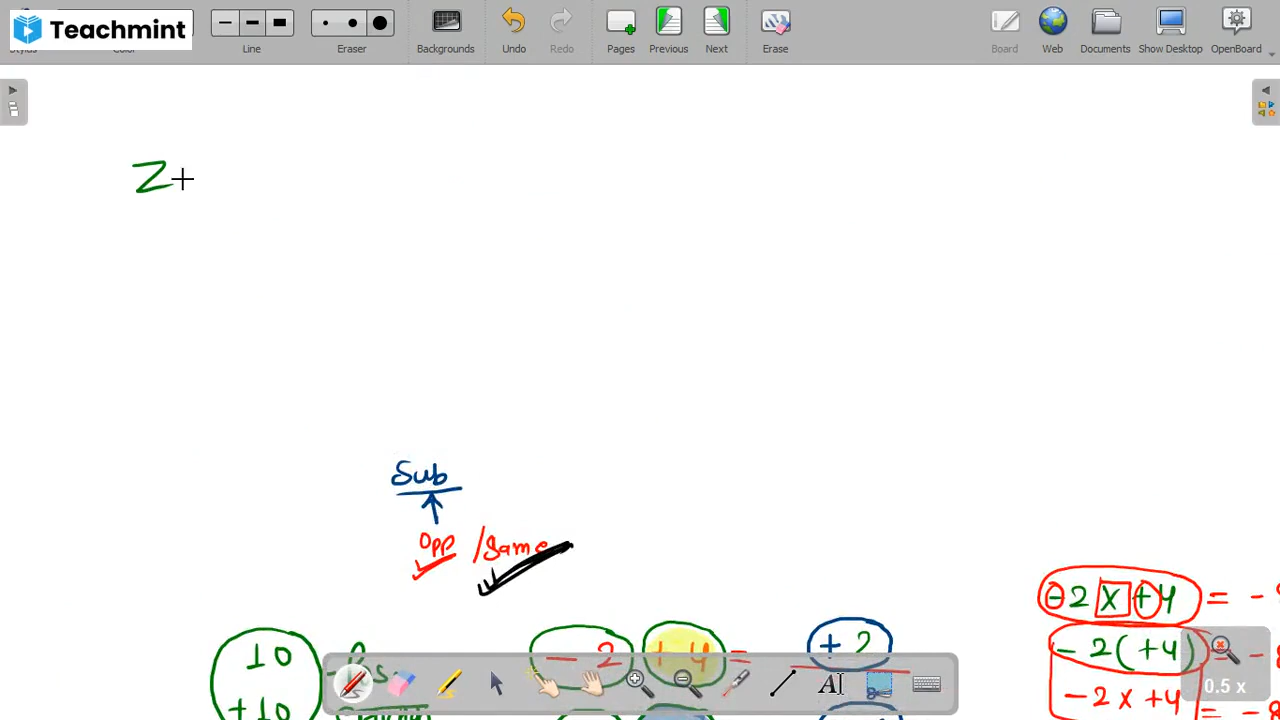 Teachmint
Line
Eraser
Backgrounds
Undo
Redo
Pages
Previous
Next
Erase
Board
Web
Documents
Show Desktop
OpenBoard
Z
Sub
opp /Same
10
+10
- 2 + 4 = + 2
-2 x +4 = -
-2(+4) = -
-2x +4 =
0.5 x